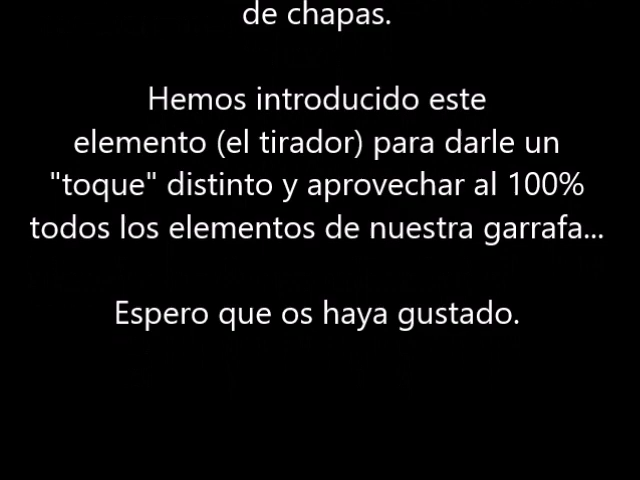 de chapas.
Hemos introducido este
elemento (el tirador) para darle un
"toque" distinto y aprovechar al 100%
todos los elementos de nuestra garrafa...
Espero que os haya gustado.